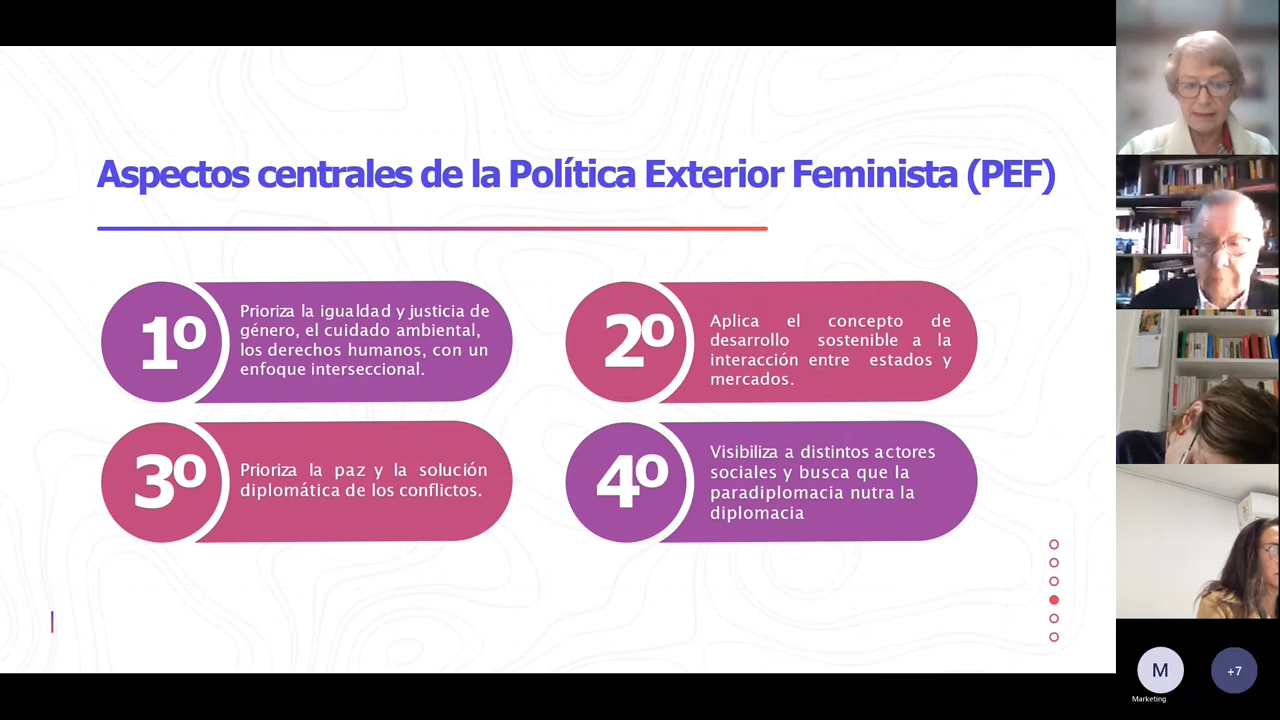 Aspectos centrales de la Política Exterior Feminista (PEF)
1º
Prioriza la igualdad y justicia de
género, el cuidado ambiental,
los derechos humanos, con un
enfoque interseccional.
2º
Aplica el concepto de
desarrollo sostenible a la
interacción entre estados y
mercados.
3º
Prioriza la paz y la solución
diplomática de los conflictos.
4º
Visibiliza a distintos actores
sociales y busca que la
paradiplomacia nutra la
diplomacia
M
+7
Marketing